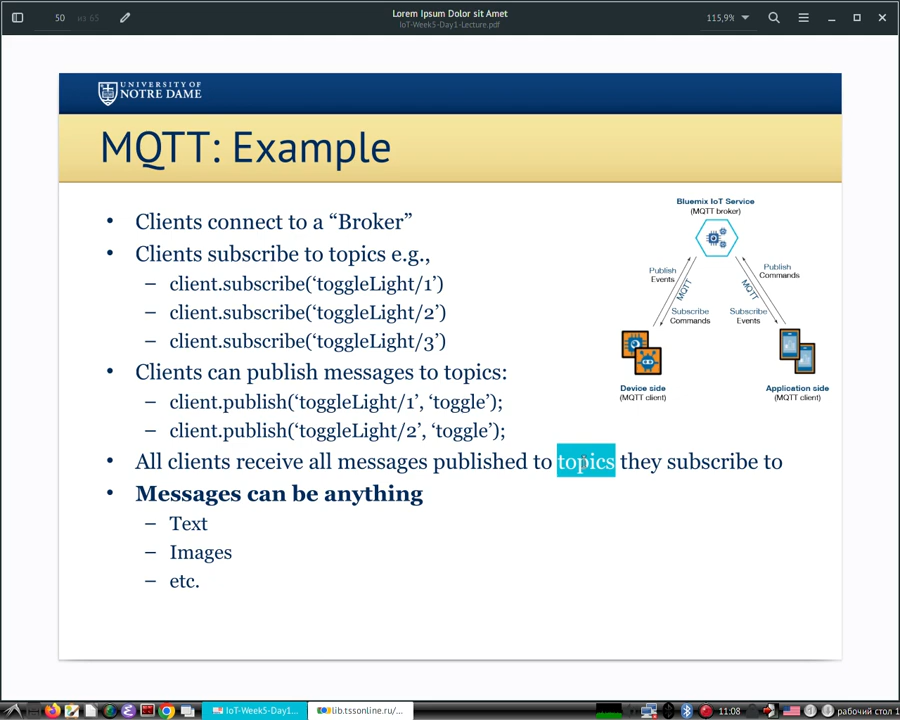 Lorem Ipsum Dolor sit Amet
IoT-Week5-Day1-Lecture.pdf
50 из 65
115,9%
UNIVERSITY OF
NOTRE DAME
MQTT: Example
• Clients connect to a “Broker”
• Clients subscribe to topics e.g.,
– client.subscribe(‘toggleLight/1’)
– client.subscribe(‘toggleLight/2’)
– client.subscribe(‘toggleLight/3’)
• Clients can publish messages to topics:
– client.publish(‘toggleLight/1’, ‘toggle’);
– client.publish(‘toggleLight/2’, ‘toggle’);
• All clients receive all messages published to topics they subscribe to
• Messages can be anything
– Text
– Images
– etc.
Bluemix IoT Service
(MQTT broker)
Publish
Events
MQTT
Subscribe
Commands
Publish
Commands
MQTT
Subscribe
Events
Device side
(MQTT client)
Application side
(MQTT client)
IoT-Week5-Day1...
lib.tssonline.ru/...
11:08
рабочий стол 1